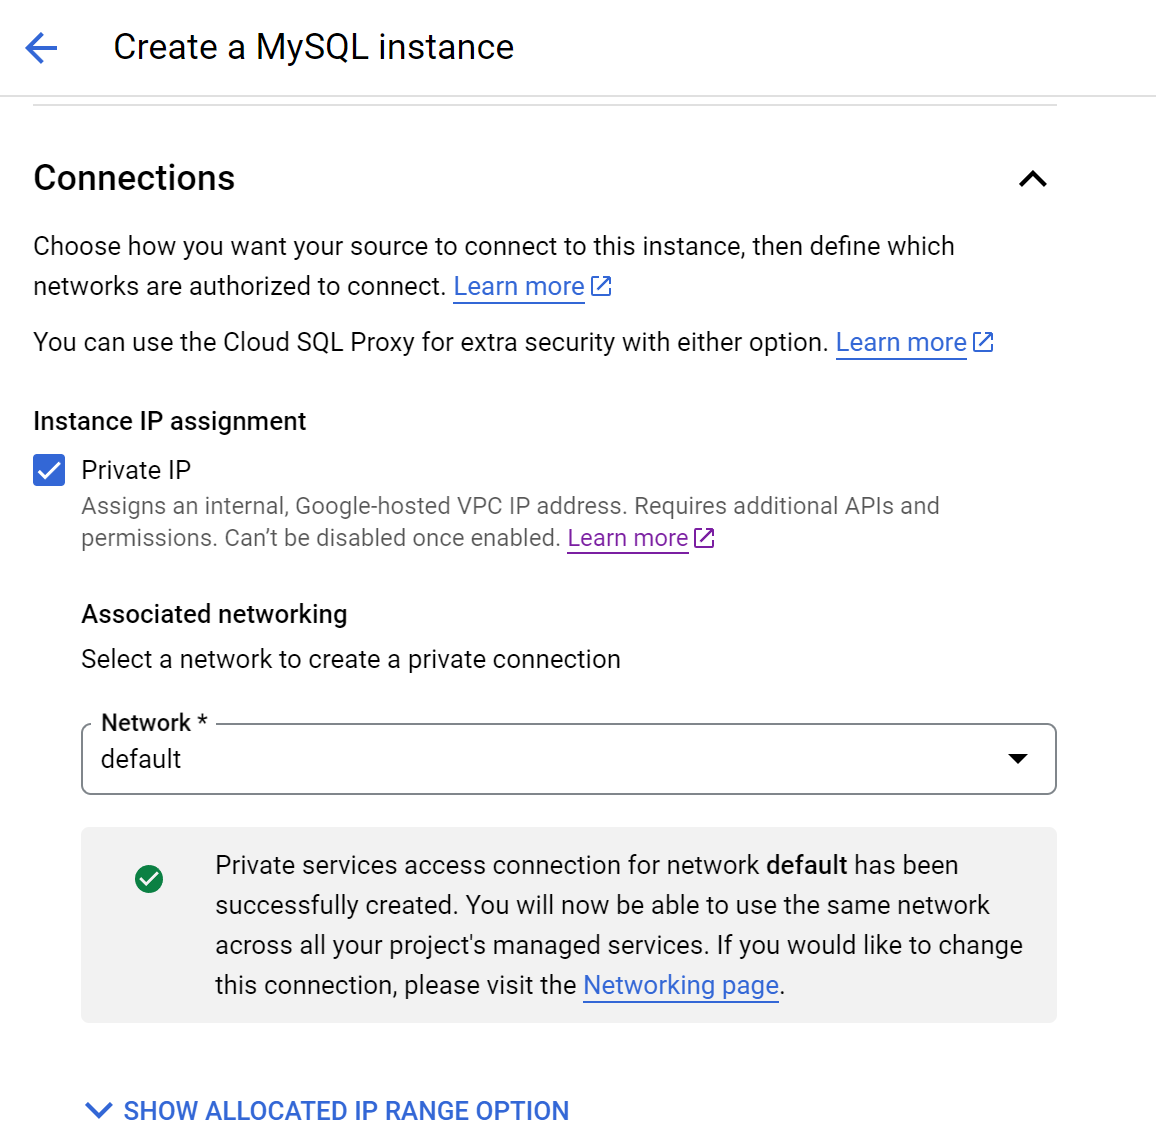 Create a MySQL instance
Connections
Choose how you want your source to connect to this instance, then define which
networks are authorized to connect. Learn more
You can use the Cloud SQL Proxy for extra security with either option. Learn more
Instance IP assignment
Private IP
Assigns an internal, Google-hosted VPC IP address. Requires additional APIs and
permissions. Can’t be disabled once enabled. Learn more
Associated networking
Select a network to create a private connection
Network *
default
Private services access connection for network default has been
successfully created. You will now be able to use the same network
across all your project's managed services. If you would like to change
this connection, please visit the Networking page.
SHOW ALLOCATED IP RANGE OPTION